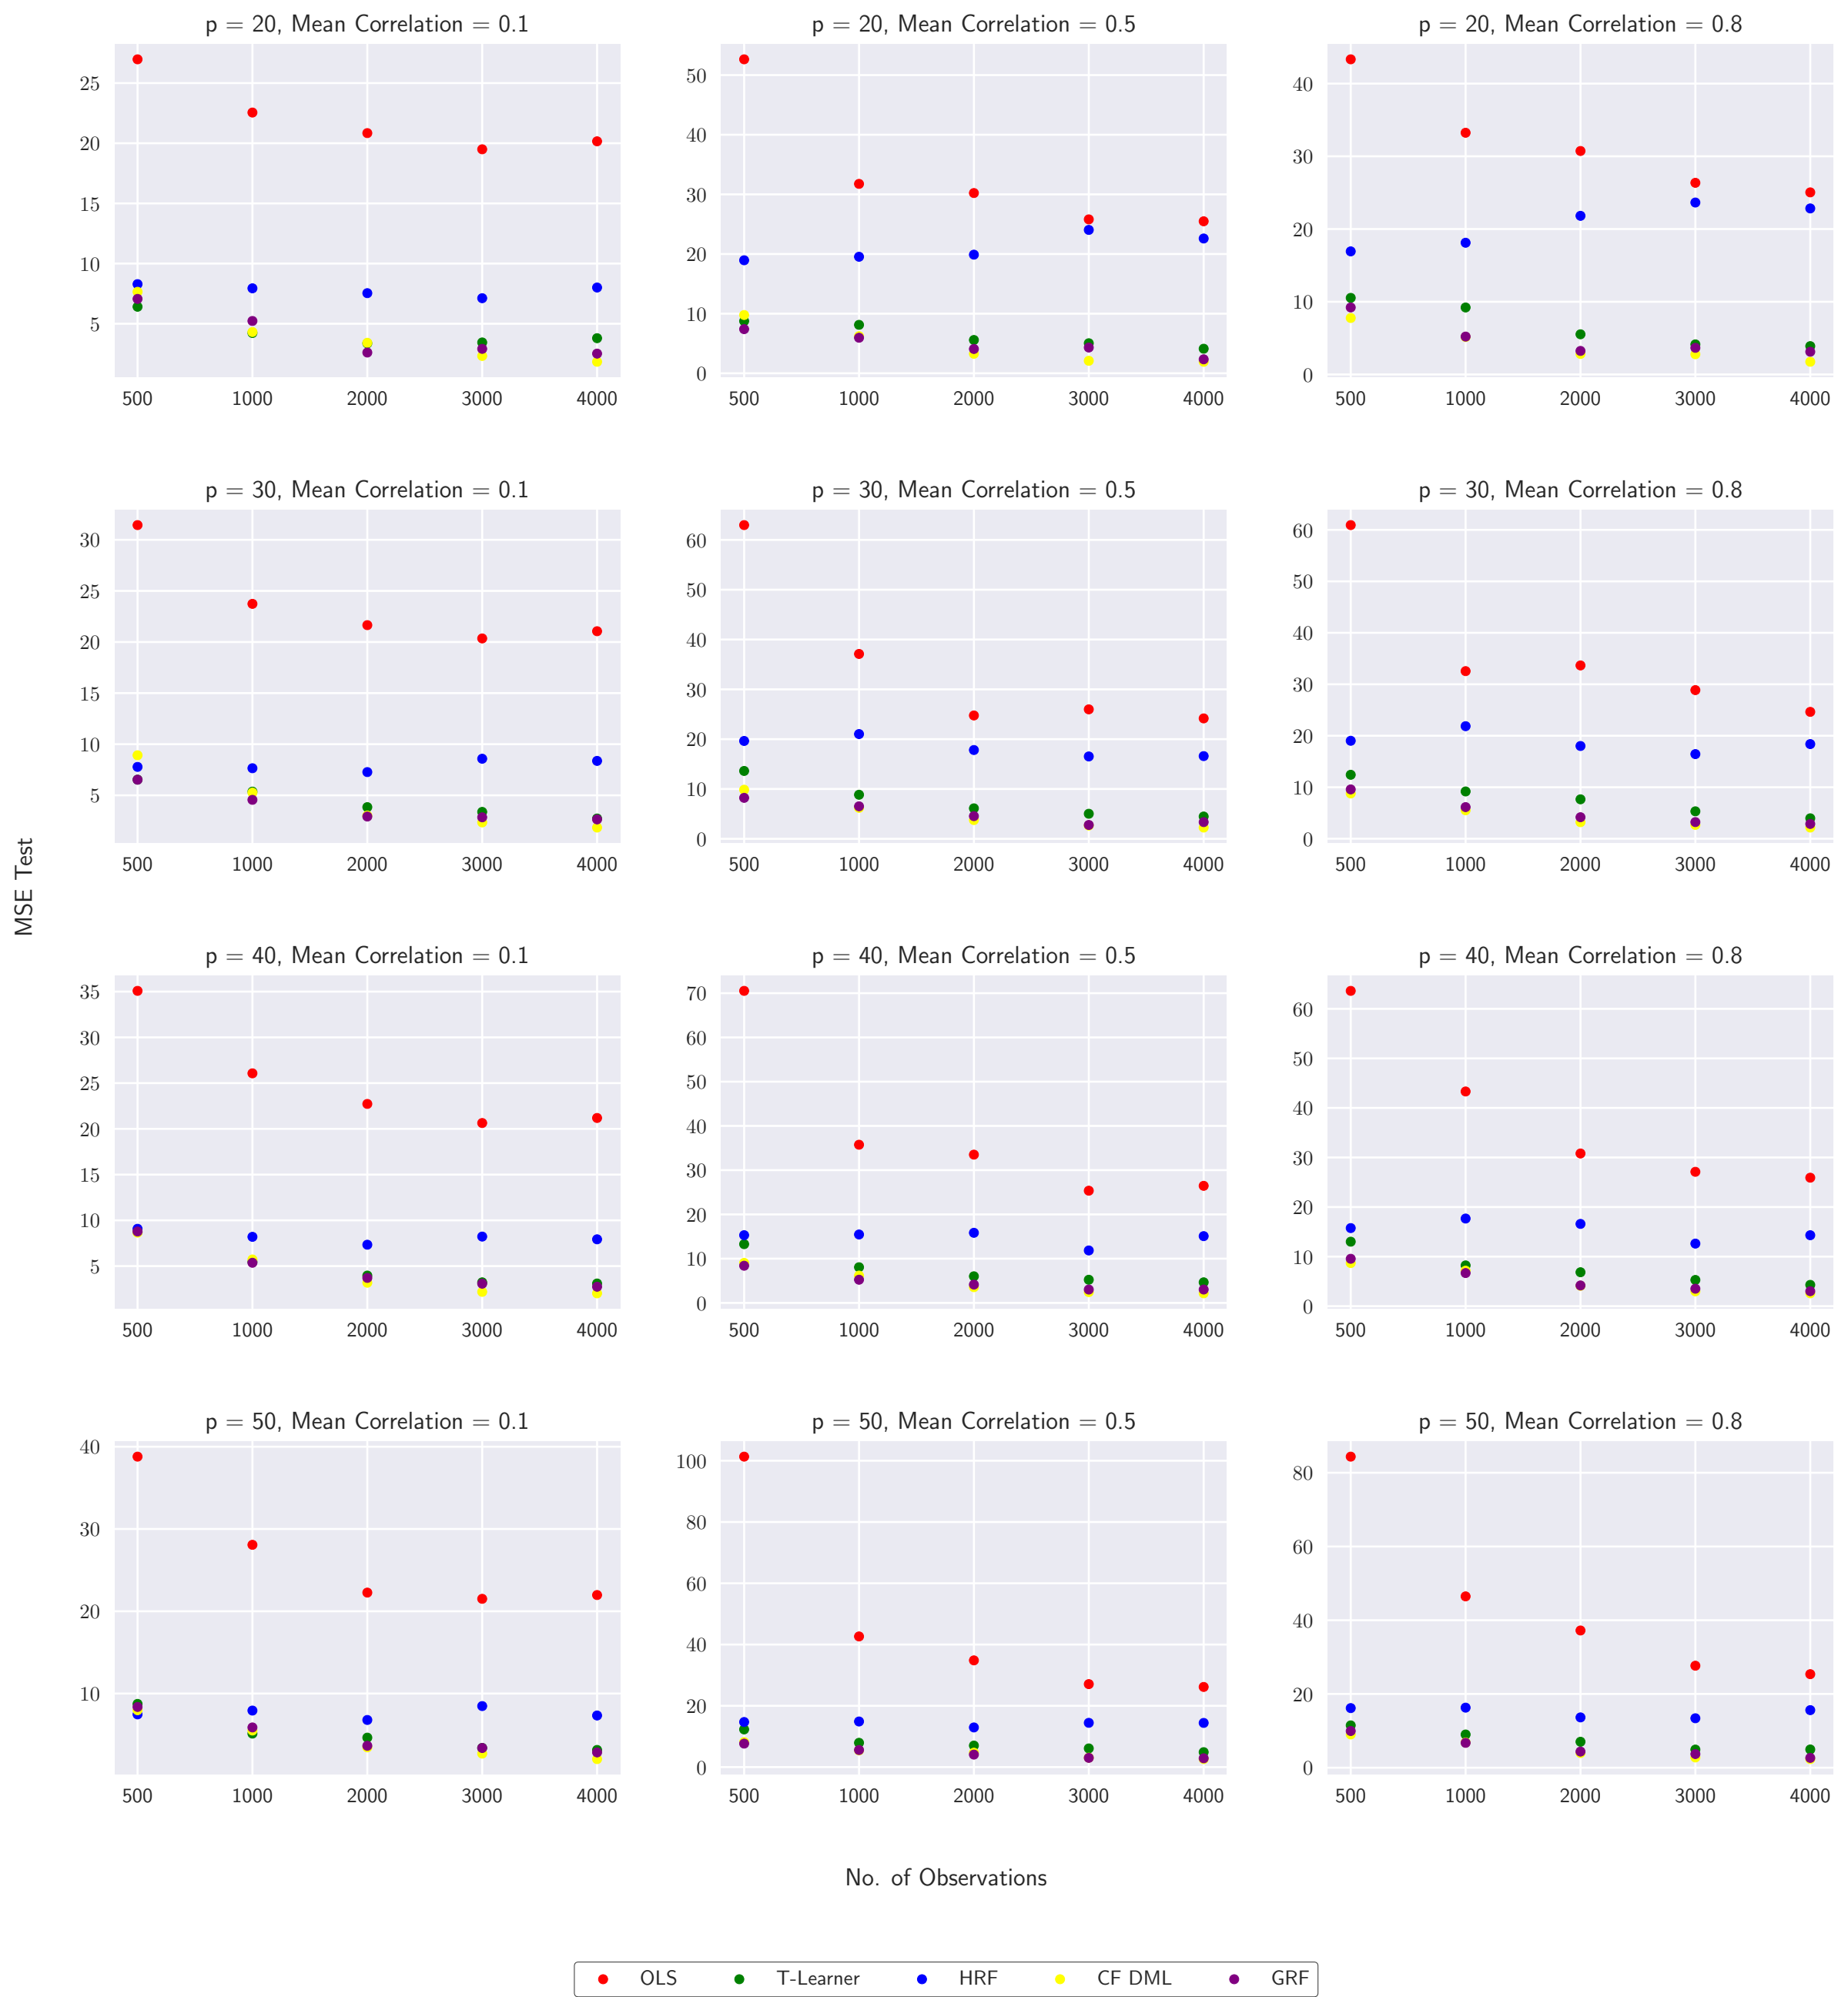 p = 20, Mean Correlation = 0.1
25
20
15
10
5
500 1000 2000 3000 4000
p = 20, Mean Correlation = 0.5
50
40
30
20
10
0
500 1000 2000 3000 4000
p = 20, Mean Correlation = 0.8
40
30
20
10
0
500 1000 2000 3000 4000
p = 30, Mean Correlation = 0.1
30
25
20
15
10
5
500 1000 2000 3000 4000
p = 30, Mean Correlation = 0.5
60
50
40
30
20
10
0
500 1000 2000 3000 4000
p = 30, Mean Correlation = 0.8
60
50
40
30
20
10
0
500 1000 2000 3000 4000
MSE Test
p = 40, Mean Correlation = 0.1
35
30
25
20
15
10
5
500 1000 2000 3000 4000
p = 40, Mean Correlation = 0.5
70
60
50
40
30
20
10
0
500 1000 2000 3000 4000
p = 40, Mean Correlation = 0.8
60
50
40
30
20
10
0
500 1000 2000 3000 4000
p = 50, Mean Correlation = 0.1
40
30
20
10
500 1000 2000 3000 4000
p = 50, Mean Correlation = 0.5
100
80
60
40
20
0
500 1000 2000 3000 4000
p = 50, Mean Correlation = 0.8
80
60
40
20
0
500 1000 2000 3000 4000
No. of Observations
OLS T-Learner HRF CF DML GRF